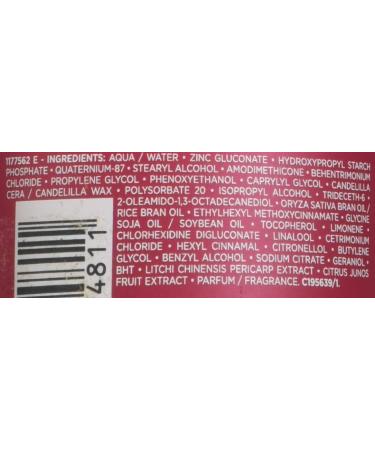 1177562 E - INGREDIENTS: AQUA / WATER • ZINC GLUCONATE • HYDROXYPROPYL STARCH
PHOSPHATE • QUATERNIUM-87 • STEARYL ALCOHOL • AMODIMETHICONE • BEHENTRIMONIUM
CHLORIDE • PROPYLENE GLYCOL • PHENOXYETHANOL • CAPRYLYL GLYCOL • CANDELILLA
CERA / CANDELILLA WAX • POLYSORBATE 20 • ISOPROPYL ALCOHOL • TRIDECETH-6 /
2-OLEAMIDO-1,3-OCTADECANEDIOL • ORYZA SATIVA BRAN OIL/
RICE BRAN OIL • ETHYLHEXYL METHOXYCINNAMATE • GLYCINE
SOJA OIL / SOYBEAN OIL • TOCOPHEROL • LIMONENE •
CHLORHEXIDINE DIGLUCONATE • LINALOOL • CETRIMONIUM
CHLORIDE • HEXYL CINNAMAL • CITRONELLOL • BUTYLENE
GLYCOL • BENZYL ALCOHOL • SODIUM CITRATE • GERANIOL •
BHT • LITCHI CHINENSIS PERICARP EXTRACT • CITRUS JUNOS
FRUIT EXTRACT • PARFUM / FRAGRANCE. C195639/1.
4811